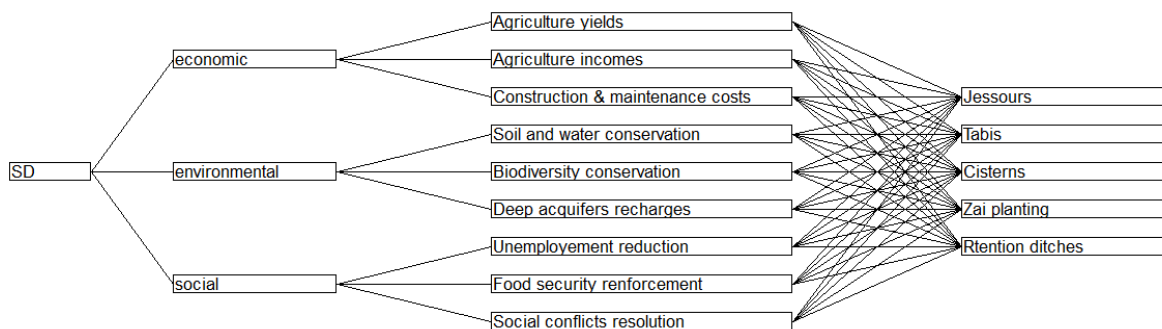 SD
economic
environmental
social
Agriculture yields
Agriculture incomes
Construction & maintenance costs
Soil and water conservation
Biodiversity conservation
Deep acquifers recharges
Unemployement reduction
Food security renforcement
Social conflicts resolution
Jessours
Tabis
Cisterns
Zai planting
Rtention ditches